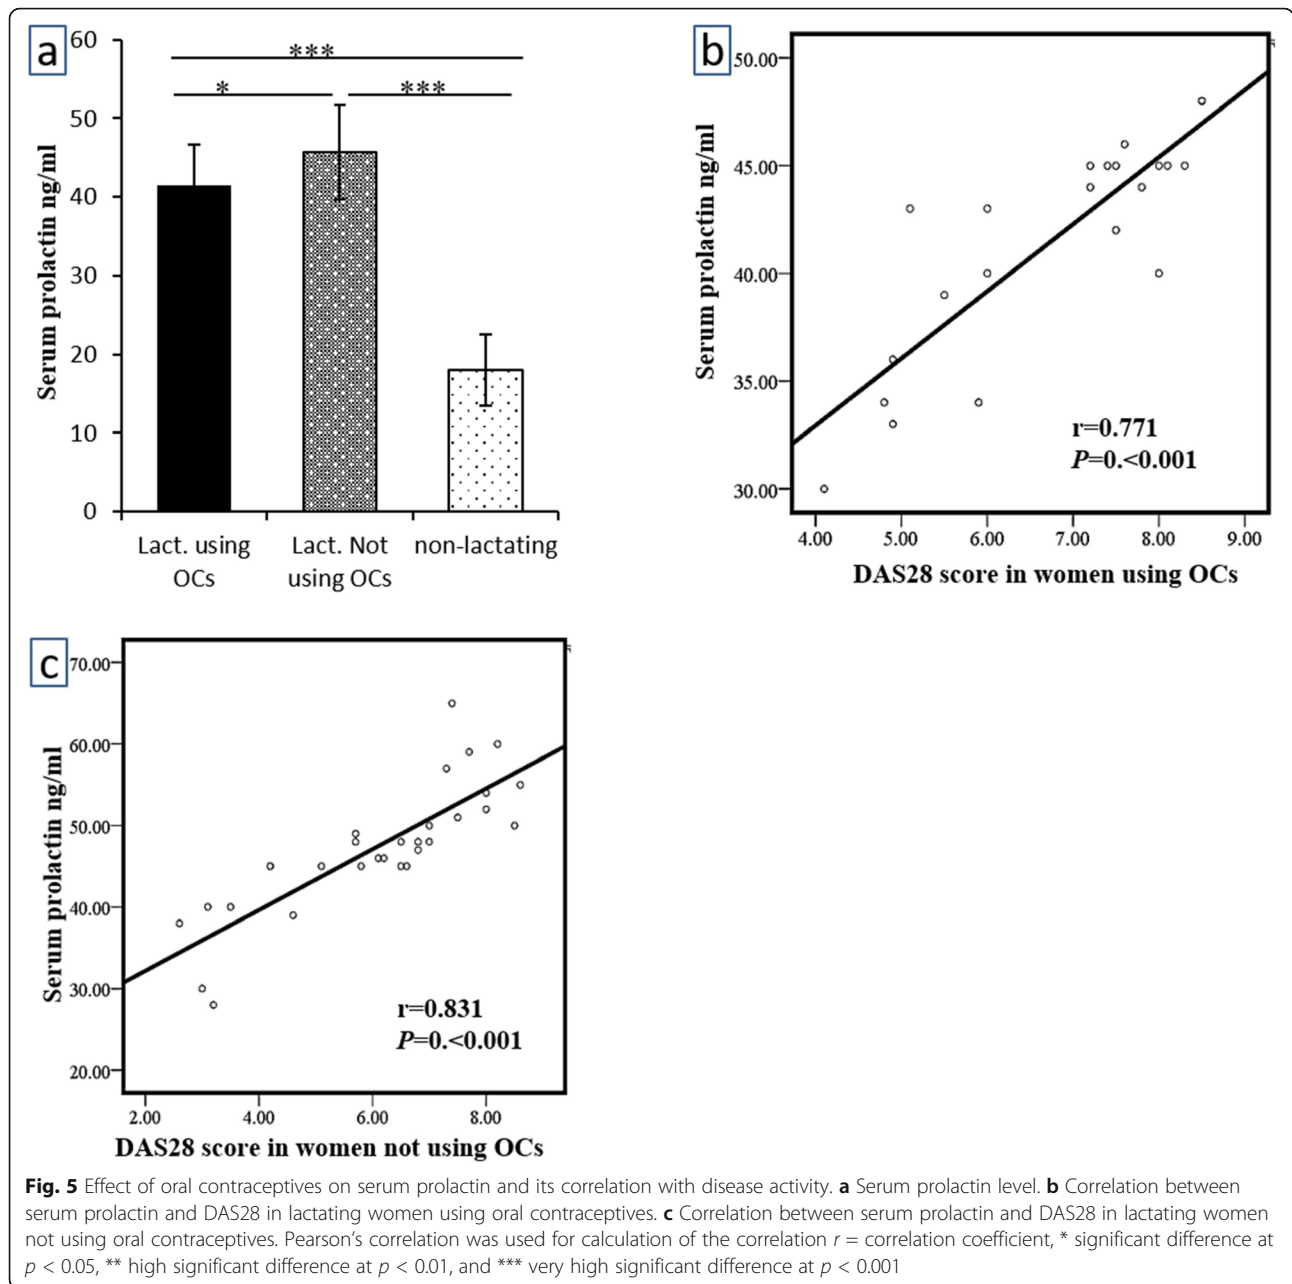 a
60
50
40
30
20
10
0
Serum prolactin ng/ml
***
*
***
Lact. using OCs
Lact. Not using OCs
non-lactating
b
50.00
45.00
40.00
35.00
30.00
Serum prolactin ng/ml
r=0.771
P=0.<0.001
4.00 5.00 6.00 7.00 8.00 9.00
DAS28 score in women using OCs
c
70.00
60.00
50.00
40.00
30.00
20.00
Serum prolactin ng/ml
r=0.831
P=0.<0.001
2.00 4.00 6.00 8.00
DAS28 score in women not using OCs
Fig. 5 Effect of oral contraceptives on serum prolactin and its correlation with disease activity. a Serum prolactin level. b Correlation between
serum prolactin and DAS28 in lactating women using oral contraceptives. c Correlation between serum prolactin and DAS28 in lactating women
not using oral contraceptives. Pearson's correlation was used for calculation of the correlation r = correlation coefficient, * significant difference at
p < 0.05, ** high significant difference at p < 0.01, and *** very high significant difference at p < 0.001